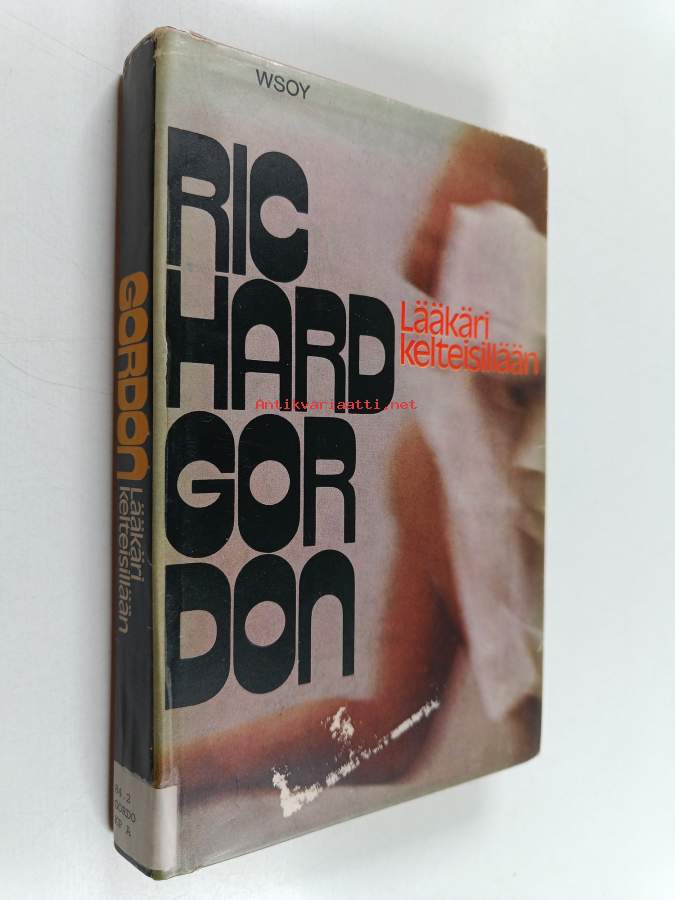 WSOY
RIC
HARD
GOR
DON
Lääkäri
kelteisillään
Antikvariaatti.net
GORDON
Lääkäri
kelteisillään
84.2
GORDO